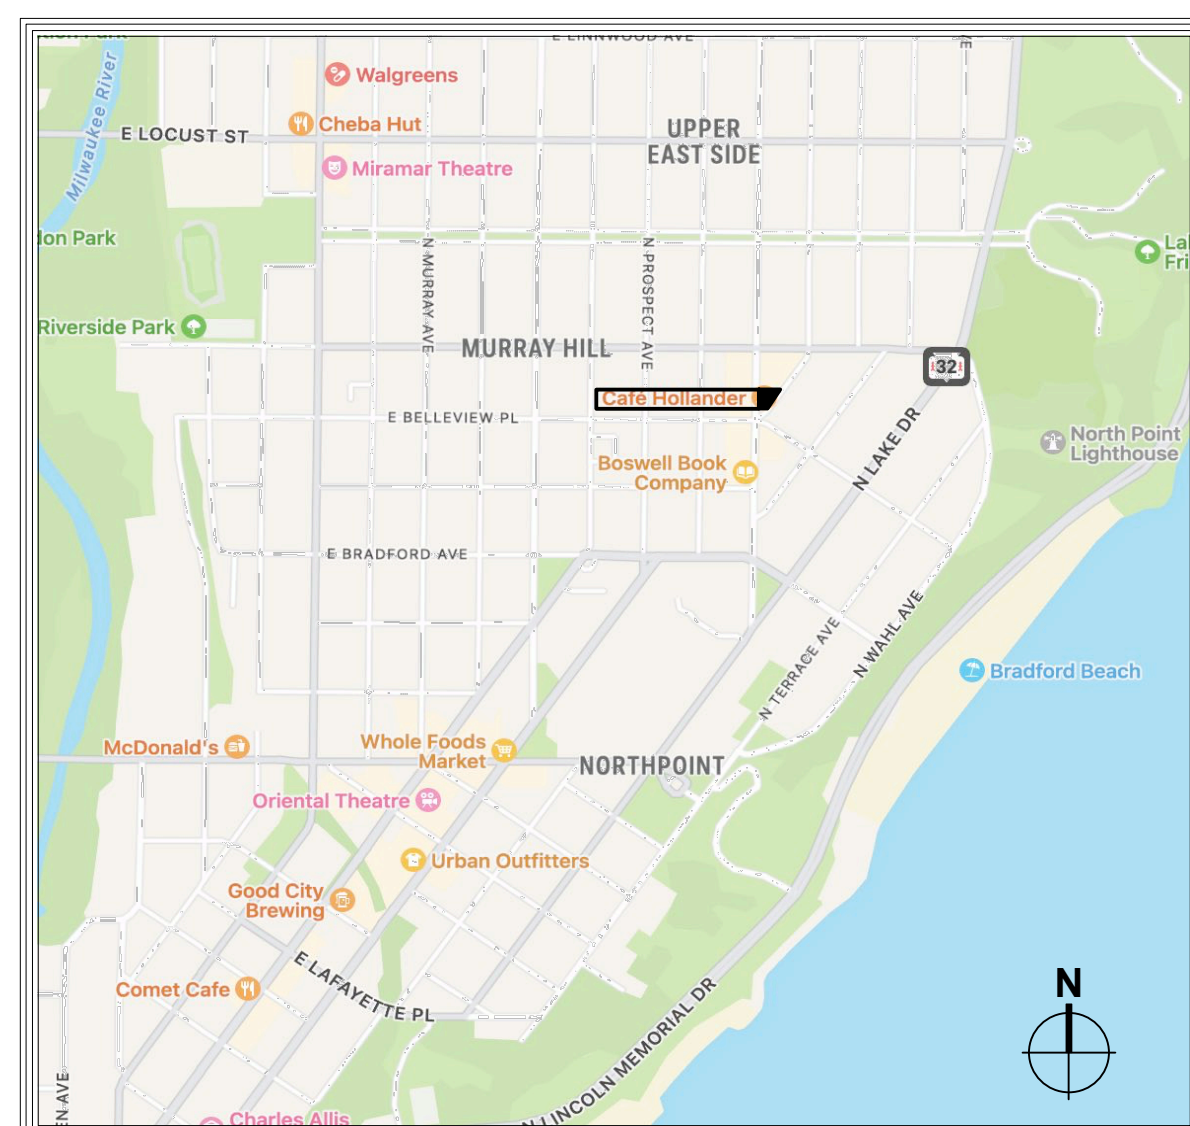 E LINNWOOD AVE
Walgreens
Milwaukee River
E LOCUST ST
Cheba Hut
UPPER
EAST SIDE
Miramar Theatre
N MURRAY AVE
N PROSPECT AVE
Riverside Park
MURRAY HILL
32
Café Hollander
E BELLEVIEW PL
N LAKE DR
North Point
Lighthouse
Boswell Book
Company
E BRADFORD AVE
N TERRACE AVE
N WAHL AVE
Bradford Beach
McDonald's
Whole Foods
Market
NORTHPOINT
Oriental Theatre
Urban Outfitters
Good City
Brewing
E LAFAYETTE PL
Comet Cafe
N
N LINCOLN MEMORIAL DR
Charles Allis